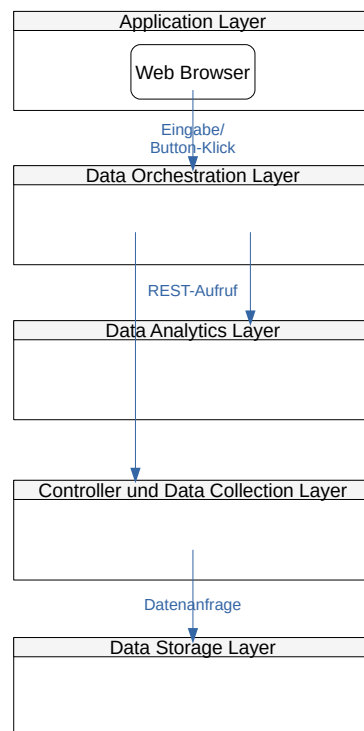 Application Layer
Web Browser
Eingabe/
Button-Klick
Data Orchestration Layer
REST-Aufruf
Data Analytics Layer
Controller und Data Collection Layer
Datenanfrage
Data Storage Layer